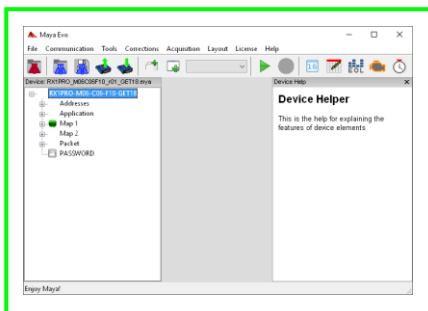 Maya Evo
File Communication Tools Corrections Acquisition Layout License Help
16
Device: RX1PRO_M06C06F10_r01_GET18.mya
Device Help
RX1PRO-M06-C06-F10-GET18
Addresses
Application
Map 1
Map 2
Packet
PASSWORD
Device Helper
This is the help for explaining the
features of device elements
Enjoy Maya!